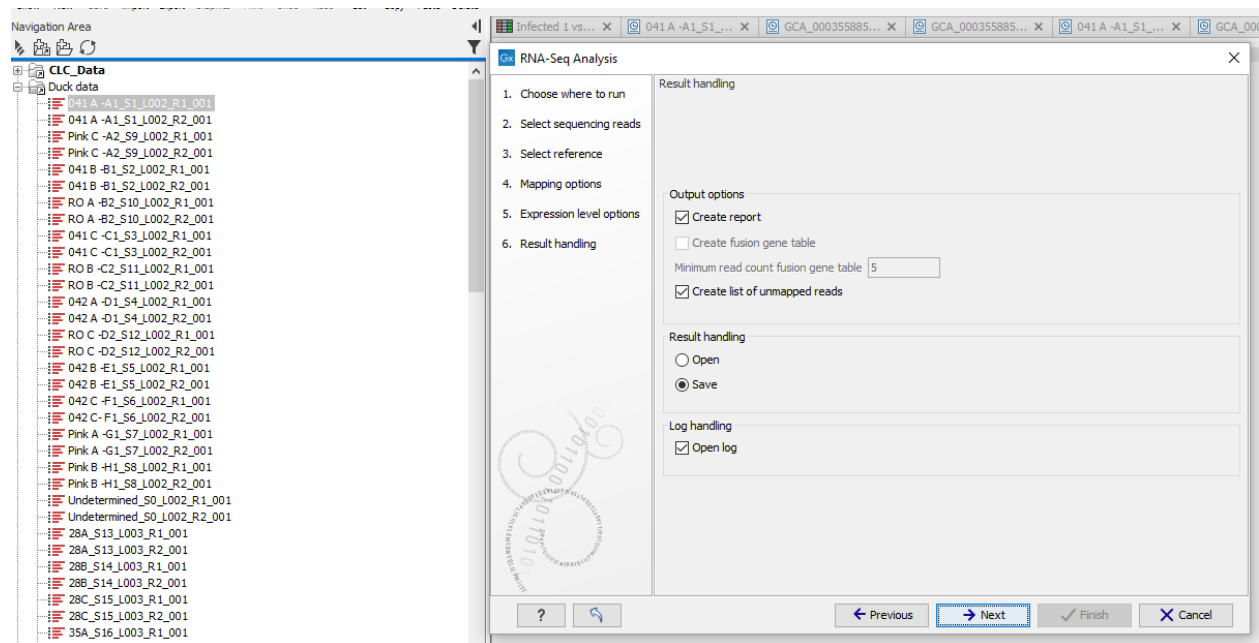 Navigation Area
CLC_Data
Duck data
041 A -A1_S1_L002_R1_001
041 A -A1_S1_L002_R2_001
Pink C -A2_S9_L002_R1_001
Pink C -A2_S9_L002_R2_001
041 B -B1_S2_L002_R1_001
041 B -B1_S2_L002_R2_001
RO A -B2_S10_L002_R1_001
RO A -B2_S10_L002_R2_001
041 C -C1_S3_L002_R1_001
041 C -C1_S3_L002_R2_001
RO B -C2_S11_L002_R1_001
RO B -C2_S11_L002_R2_001
042 A -D1_S4_L002_R1_001
042 A -D1_S4_L002_R2_001
RO C -D2_S12_L002_R1_001
RO C -D2_S12_L002_R2_001
042 B -E1_S5_L002_R1_001
042 B -E1_S5_L002_R2_001
042 C -F1_S6_L002_R1_001
042 C- F1_S6_L002_R2_001
Pink A -G1_S7_L002_R1_001
Pink A -G1_S7_L002_R2_001
Pink B -H1_S8_L002_R1_001
Pink B -H1_S8_L002_R2_001
Undetermined_S0_L002_R1_001
Undetermined_S0_L002_R2_001
28A_S13_L003_R1_001
28A_S13_L003_R2_001
28B_S14_L003_R1_001
28B_S14_L003_R2_001
28C_S15_L003_R1_001
28C_S15_L003_R2_001
35A_S16_L003_R1_001
Infected 1 vs... 041 A -A1_S1_... GCA_000355885... GCA_000355885... 041 A -A1_S1_... GCA_000
Gx RNA-Seq Analysis
1. Choose where to run
2. Select sequencing reads
3. Select reference
4. Mapping options
5. Expression level options
6. Result handling
Result handling
Output options
Create report
Create fusion gene table
Minimum read count fusion gene table 5
Create list of unmapped reads
Result handling
Open
Save
Log handling
Open log
? Previous Next Finish Cancel